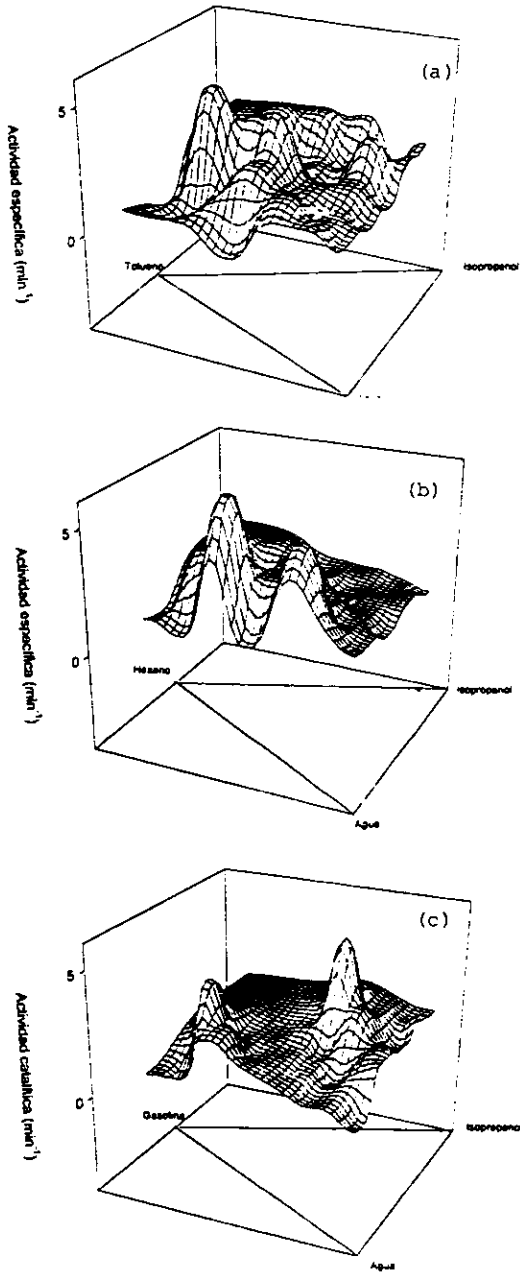 (a)
5
0
Actividad específica (min⁻¹)
Tolueno
Isopropanol
(b)
5
0
Actividad específica (min⁻¹)
Hexano
Isopropanol
Agua
(c)
5
0
Actividad catalítica (min⁻¹)
Gasolina
Isopropanol
Agua